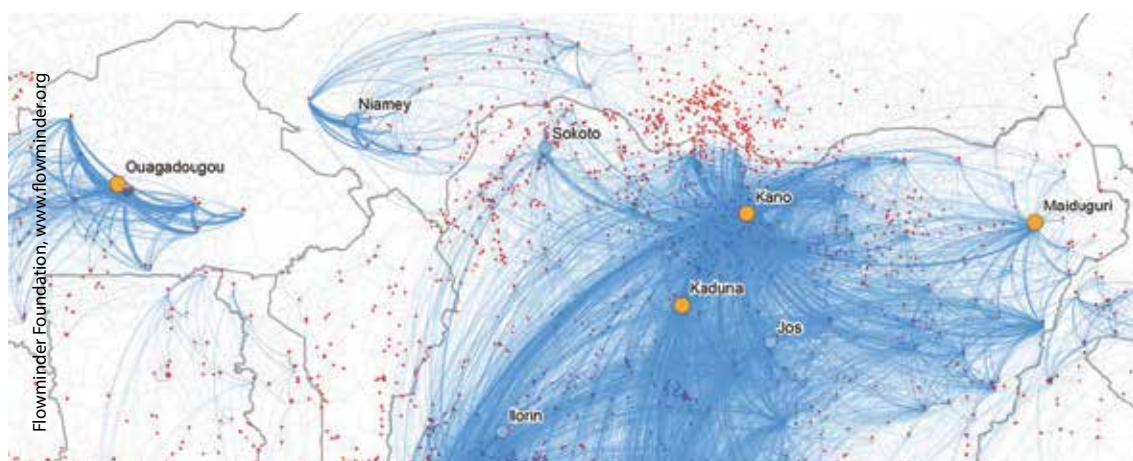 Flowminder Foundation, www.flowminder.org
Niamey
Sokoto
Ouagadougou
Kano
Maiduguri
Kaduna
Jos
Ilorin